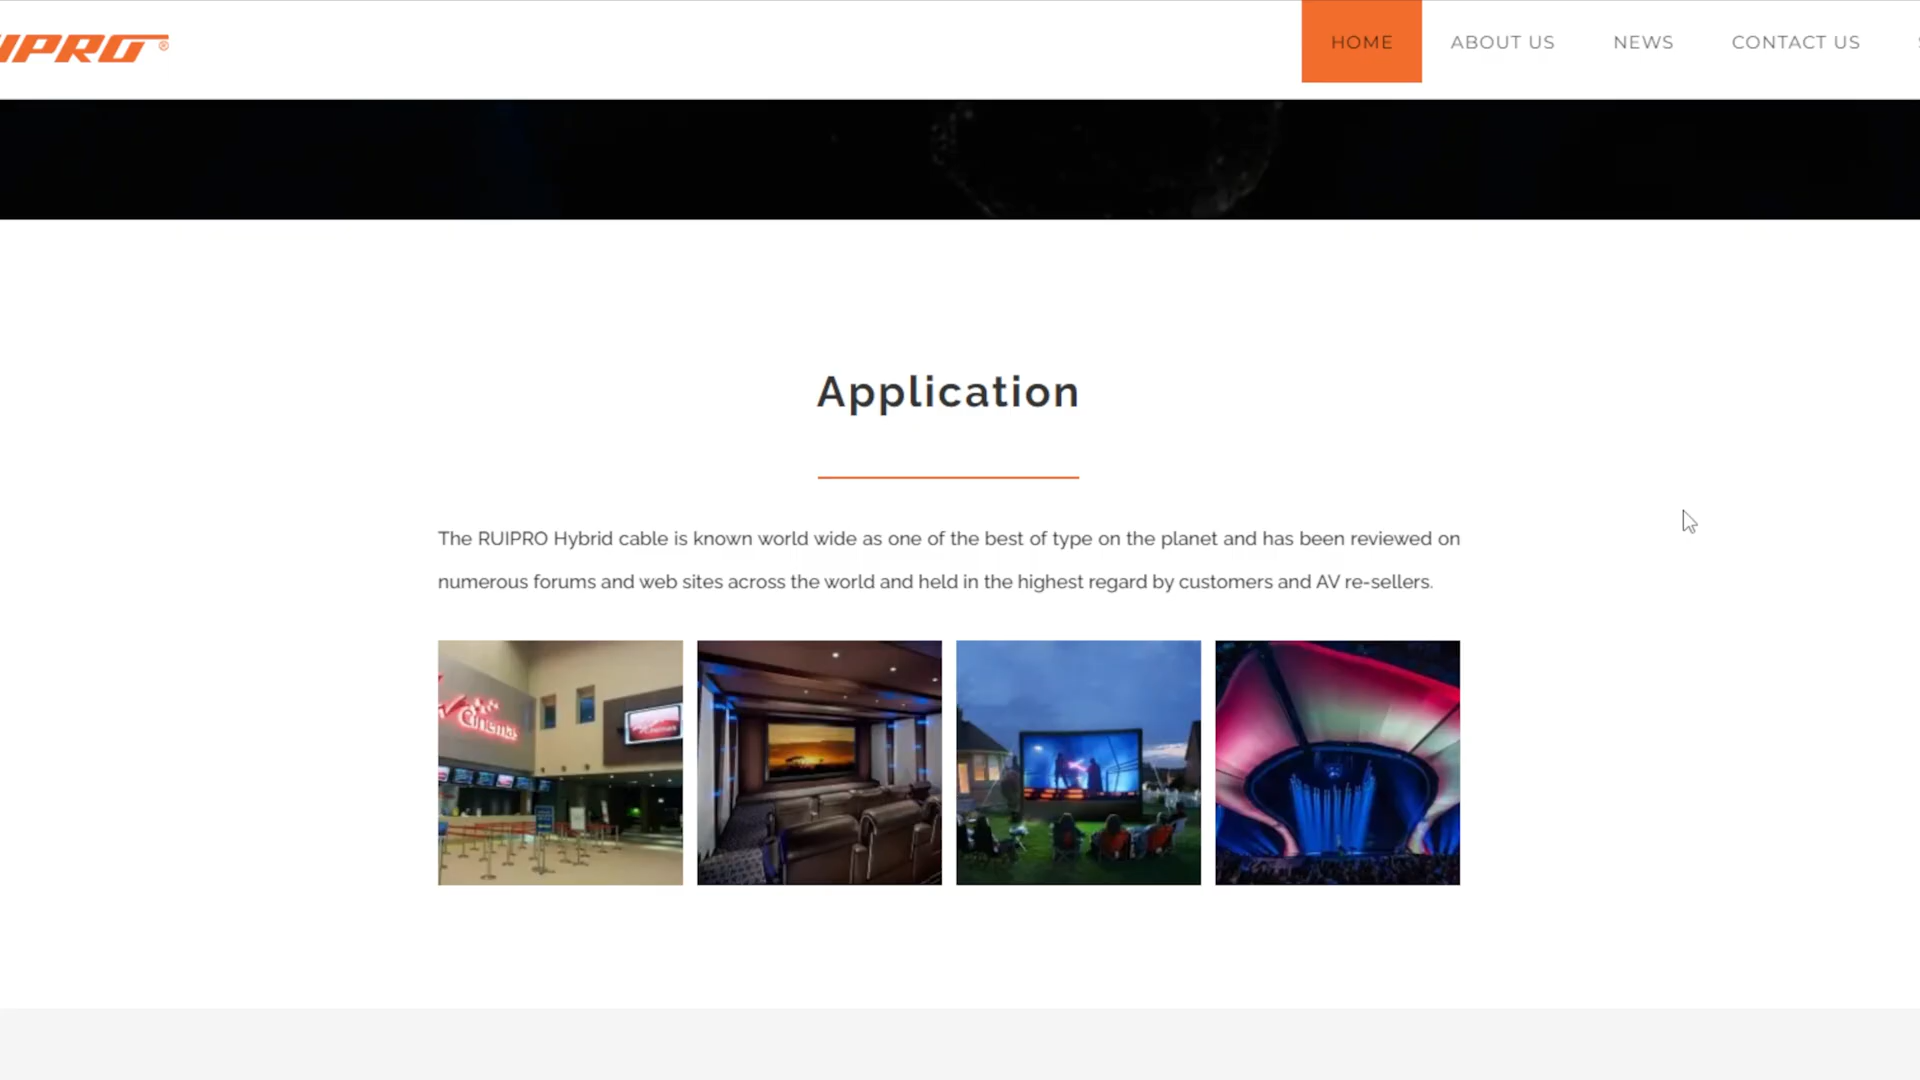 UIPRO®
HOME ABOUT US NEWS CONTACT US
Application
The RUIPRO Hybrid cable is known world wide as one of the best of type on the planet and has been reviewed on
numerous forums and web sites across the world and held in the highest regard by customers and AV re-sellers.
Cinemas